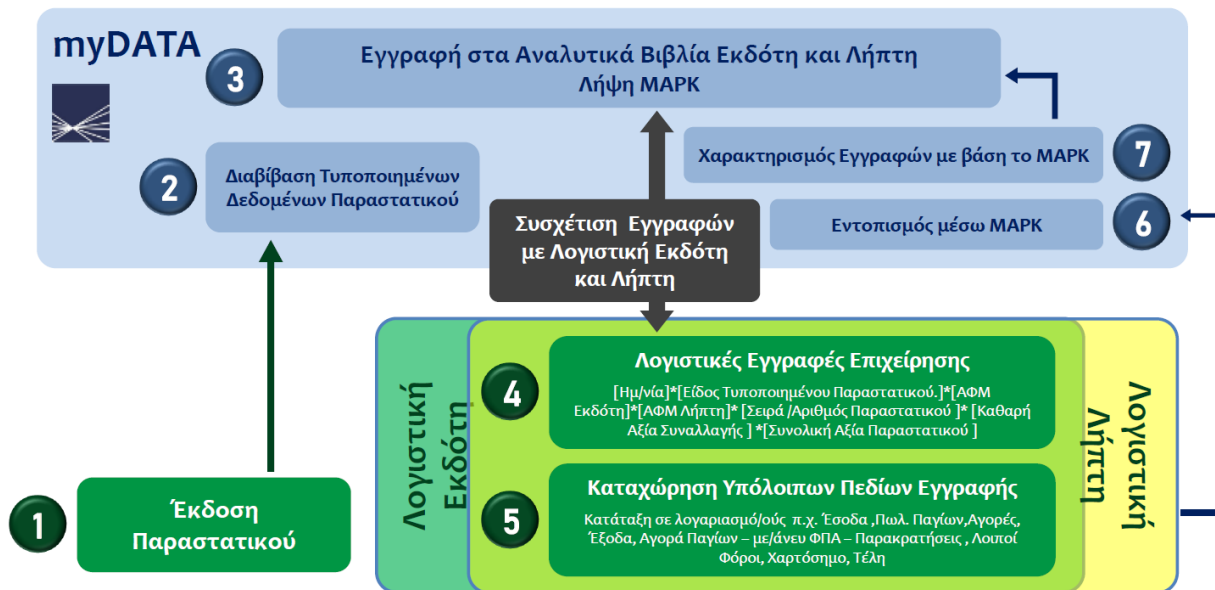 myDATA
3
Εγγραφή στα Αναλυτικά Βιβλία Εκδότη και Λήπτη
Λήψη ΜΑΡΚ
2
Διαβίβαση Τυποποιημένων
Δεδομένων Παραστατικού
Χαρακτηρισμός Εγγραφών με βάση το ΜΑΡΚ
7
Εντοπισμός μέσω ΜΑΡΚ
6
Συσχέτιση Εγγραφών
με Λογιστική Εκδότη
και Λήπτη
Λογιστική
Εκδότη
4
Λογιστικές Εγγραφές Επιχείρησης
[Ημ/νία]*[Είδος Τυποποιημένου Παραστατικού.]*[ΑΦΜ
Εκδότη]*[ΑΦΜ Λήπτη]* [Σειρά /Αριθμός Παραστατικού ]* [Καθαρή
Αξία Συναλλαγής ] *[Συνολική Αξία Παραστατικού ]
5
Καταχώρηση Υπόλοιπων Πεδίων Εγγραφής
Κατάταξη σε λογαριασμό/ούς π.χ. Έσοδα ,Πωλ. Παγίων,Αγορές,
Έξοδα, Αγορά Παγίων – με/άνευ ΦΠΑ – Παρακρατήσεις , Λοιποί
Φόροι, Χαρτόσημο, Τέλη
Λογιστική
Λήπτη
1
Έκδοση
Παραστατικού